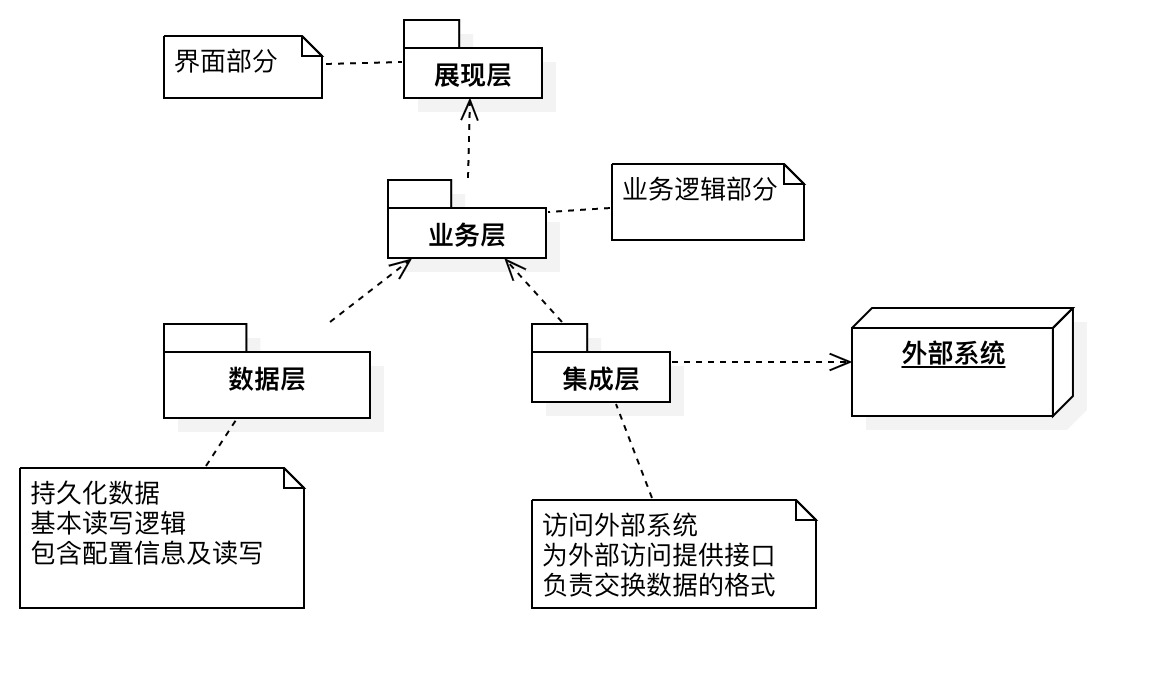 界面部分
展现层
业务逻辑部分
业务层
数据层
集成层
外部系统
持久化数据
基本读写逻辑
包含配置信息及读写
访问外部系统
为外部访问提供接口
负责交换数据的格式